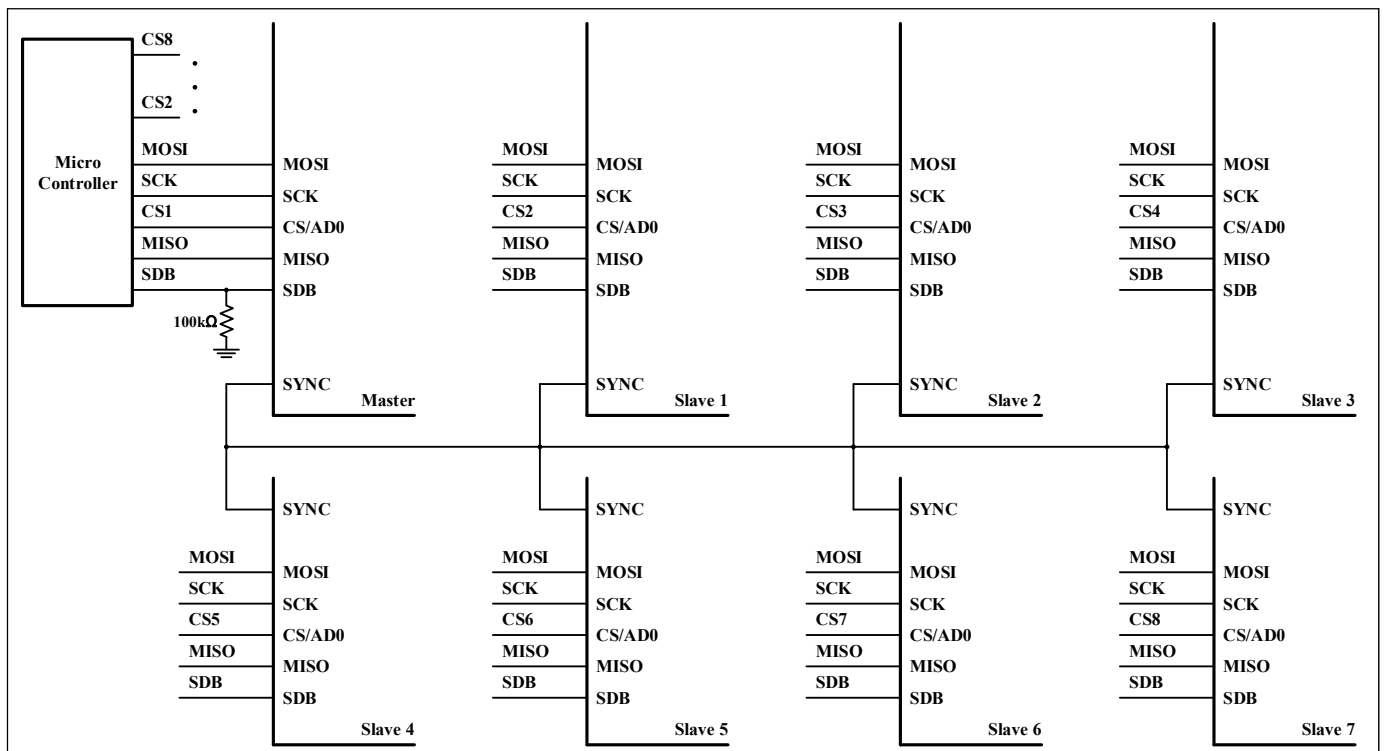 CS8
CS2
Micro
Controller
MOSI
SCK
CS1
MISO
SDB
100kΩ
MOSI
SCK
CS/AD0
MISO
SDB
SYNC
Master
MOSI
SCK
CS2
MISO
SDB
MOSI
SCK
CS/AD0
MISO
SDB
SYNC
Slave 1
MOSI
SCK
CS3
MISO
SDB
MOSI
SCK
CS/AD0
MISO
SDB
SYNC
Slave 2
MOSI
SCK
CS4
MISO
SDB
MOSI
SCK
CS/AD0
MISO
SDB
SYNC
Slave 3
SYNC
MOSI
SCK
CS5
MISO
SDB
MOSI
SCK
CS/AD0
MISO
SDB
Slave 4
SYNC
MOSI
SCK
CS6
MISO
SDB
MOSI
SCK
CS/AD0
MISO
SDB
Slave 5
SYNC
MOSI
SCK
CS7
MISO
SDB
MOSI
SCK
CS/AD0
MISO
SDB
Slave 6
SYNC
MOSI
SCK
CS8
MISO
SDB
MOSI
SCK
CS/AD0
MISO
SDB
Slave 7